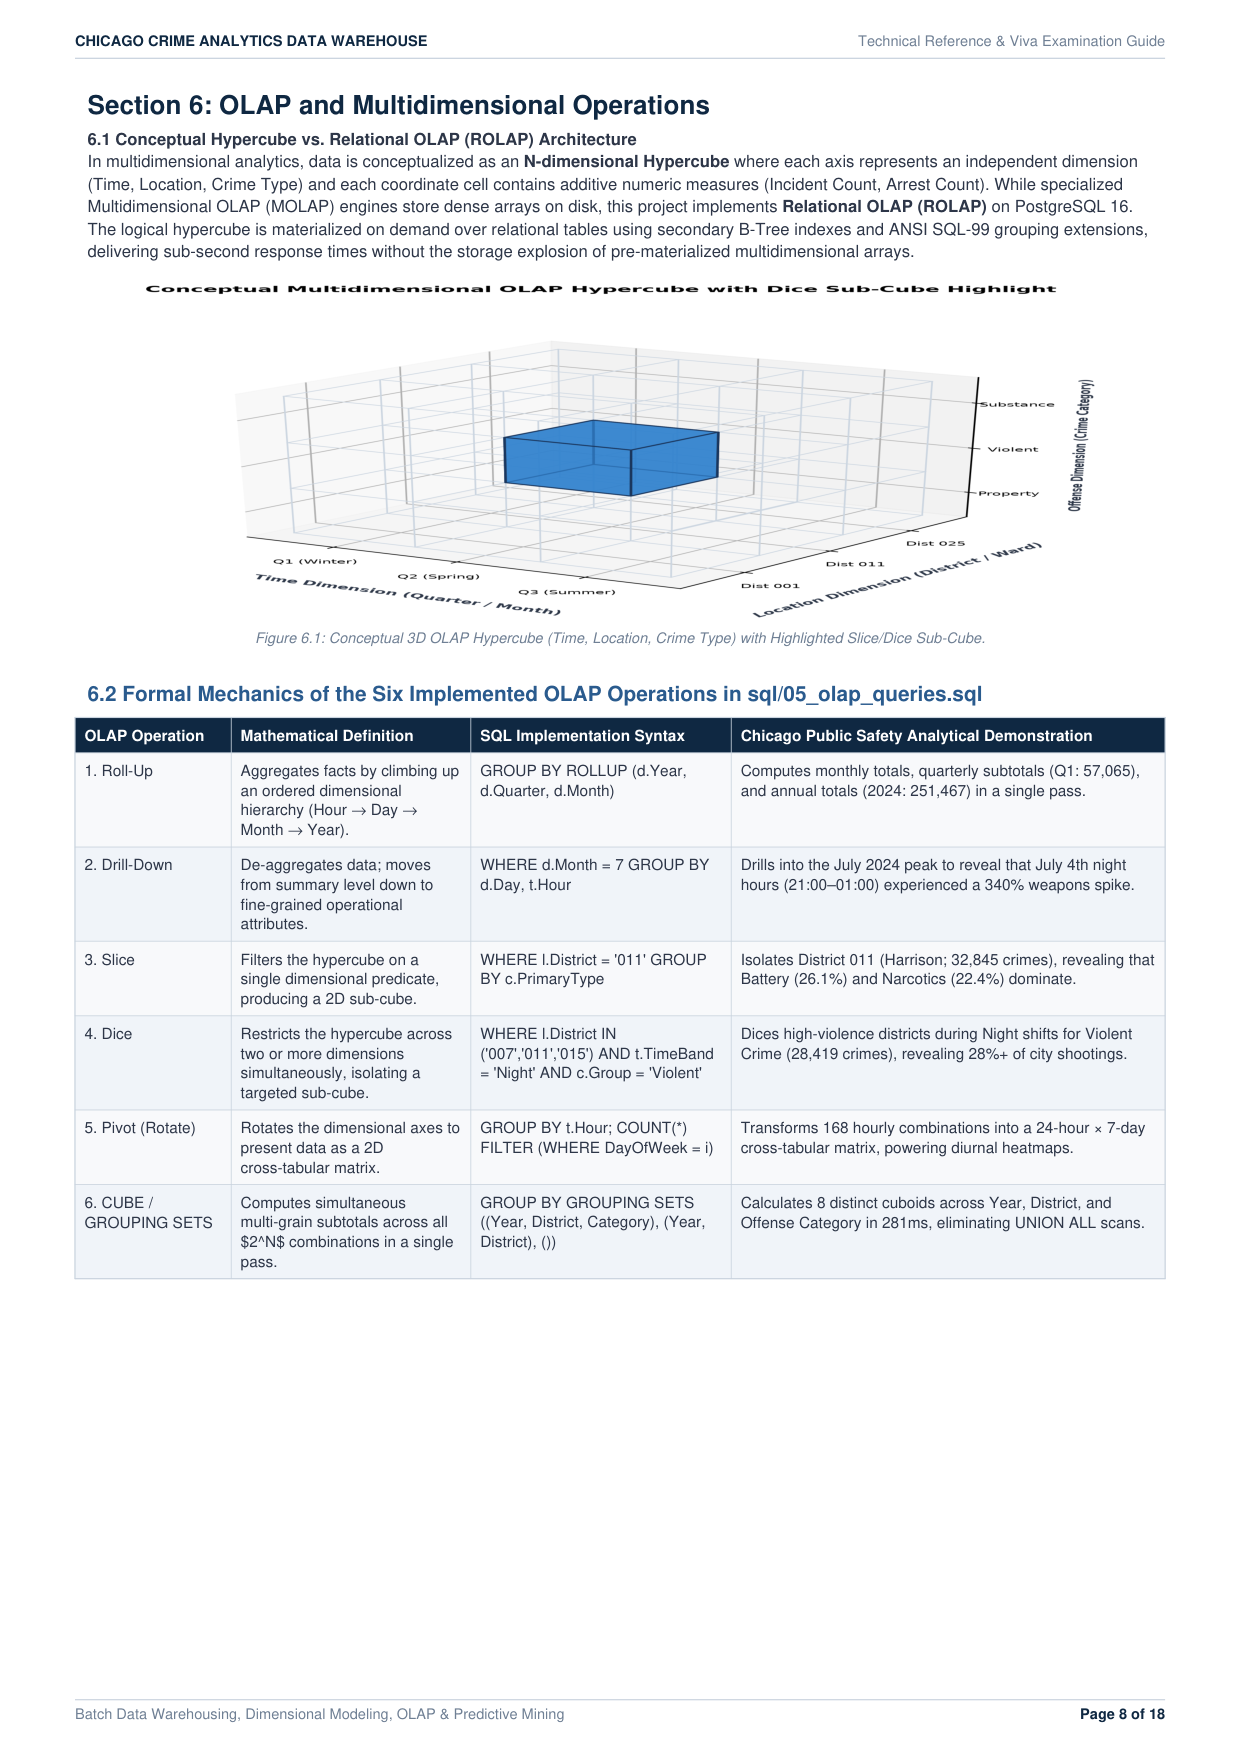 CHICAGO CRIME ANALYTICS DATA WAREHOUSE
Technical Reference & Viva Examination Guide
Section 6: OLAP and Multidimensional Operations
6.1 Conceptual Hypercube vs. Relational OLAP (ROLAP) Architecture
In multidimensional analytics, data is conceptualized as an N-dimensional Hypercube where each axis represents an independent dimension
(Time, Location, Crime Type) and each coordinate cell contains additive numeric measures (Incident Count, Arrest Count). While specialized
Multidimensional OLAP (MOLAP) engines store dense arrays on disk, this project implements Relational OLAP (ROLAP) on PostgreSQL 16.
The logical hypercube is materialized on demand over relational tables using secondary B-Tree indexes and ANSI SQL-99 grouping extensions,
delivering sub-second response times without the storage explosion of pre-materialized multidimensional arrays.
Conceptual Multidimensional OLAP Hypercube with Dice Sub-Cube Highlight
Substance
Violent
Property
Offense Dimension (Crime Category)
Q1 (Winter)
Q2 (Spring)
Q3 (Summer)
Time Dimension (Quarter / Month)
Dist 025
Dist 011
Dist 001
Location Dimension (District / Ward)
Figure 6.1: Conceptual 3D OLAP Hypercube (Time, Location, Crime Type) with Highlighted Slice/Dice Sub-Cube.
6.2 Formal Mechanics of the Six Implemented OLAP Operations in sql/05_olap_queries.sql
OLAP Operation
Mathematical Definition
SQL Implementation Syntax
Chicago Public Safety Analytical Demonstration
1. Roll-Up
Aggregates facts by climbing up
an ordered dimensional
hierarchy (Hour → Day →
Month → Year).
GROUP BY ROLLUP (d.Year,
d.Quarter, d.Month)
Computes monthly totals, quarterly subtotals (Q1: 57,065),
and annual totals (2024: 251,467) in a single pass.
2. Drill-Down
De-aggregates data; moves
from summary level down to
fine-grained operational
attributes.
WHERE d.Month = 7 GROUP BY
d.Day, t.Hour
Drills into the July 2024 peak to reveal that July 4th night
hours (21:00–01:00) experienced a 340% weapons spike.
3. Slice
Filters the hypercube on a
single dimensional predicate,
producing a 2D sub-cube.
WHERE l.District = '011' GROUP
BY c.PrimaryType
Isolates District 011 (Harrison; 32,845 crimes), revealing that
Battery (26.1%) and Narcotics (22.4%) dominate.
4. Dice
Restricts the hypercube across
two or more dimensions
simultaneously, isolating a
targeted sub-cube.
WHERE l.District IN
('007','011','015') AND t.TimeBand
= 'Night' AND c.Group = 'Violent'
Dices high-violence districts during Night shifts for Violent
Crime (28,419 crimes), revealing 28%+ of city shootings.
5. Pivot (Rotate)
Rotates the dimensional axes to
present data as a 2D
cross-tabular matrix.
GROUP BY t.Hour; COUNT(*)
FILTER (WHERE DayOfWeek = i)
Transforms 168 hourly combinations into a 24-hour × 7-day
cross-tabular matrix, powering diurnal heatmaps.
6. CUBE /
GROUPING SETS
Computes simultaneous
multi-grain subtotals across all
$2^N$ combinations in a single
pass.
GROUP BY GROUPING SETS
((Year, District, Category), (Year,
District), ())
Calculates 8 distinct cuboids across Year, District, and
Offense Category in 281ms, eliminating UNION ALL scans.
Batch Data Warehousing, Dimensional Modeling, OLAP & Predictive Mining
Page 8 of 18